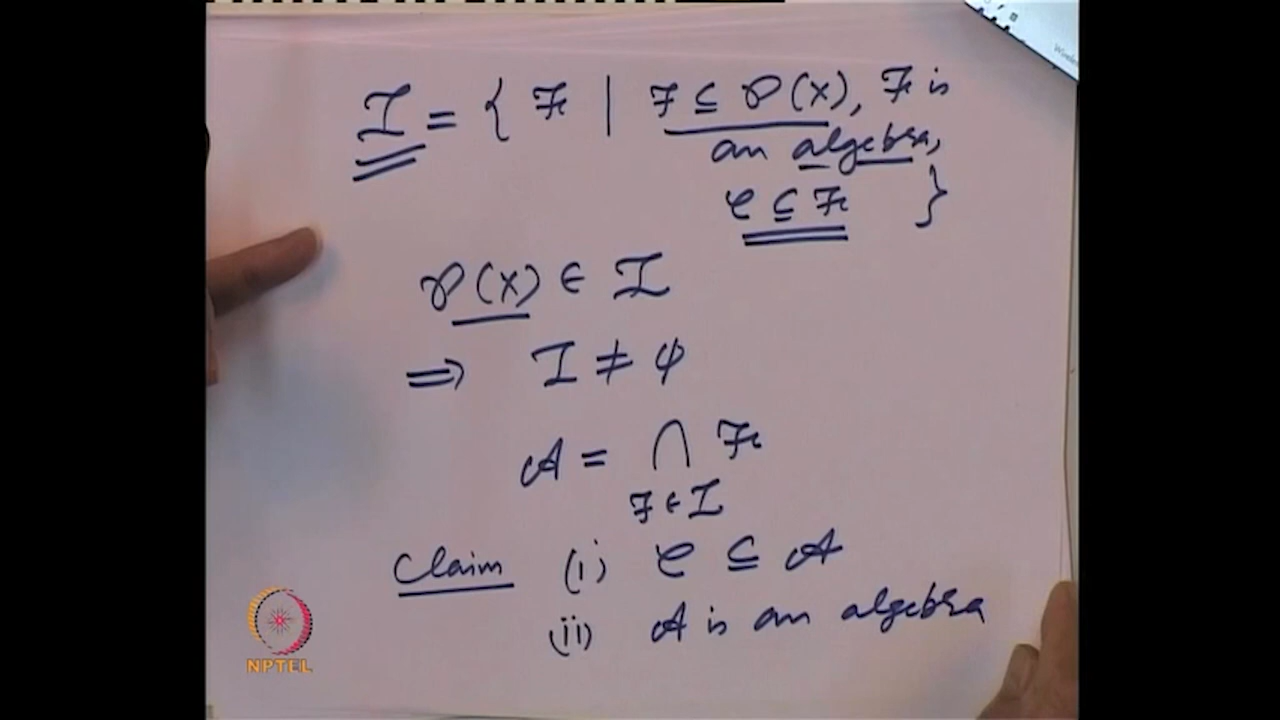 I = { F | F ⊆ P(X), F is
an algebra,
C ⊆ F }
P(X) ∈ I
⇒ I ≠ φ
A = ∩ F
F ∈ I
Claim (i) C ⊆ A
(ii) A is an algebra
NPTEL